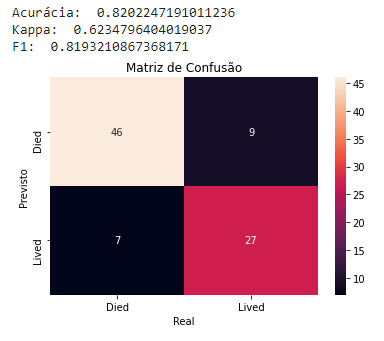 Acurácia:  0.8202247191011236
Kappa:  0.6234796404019037
F1:  0.8193210867368171
Matriz de Confusão
Died
Lived
Previsto
46
9
7
27
Died
Lived
Real
45
40
35
30
25
20
15
10